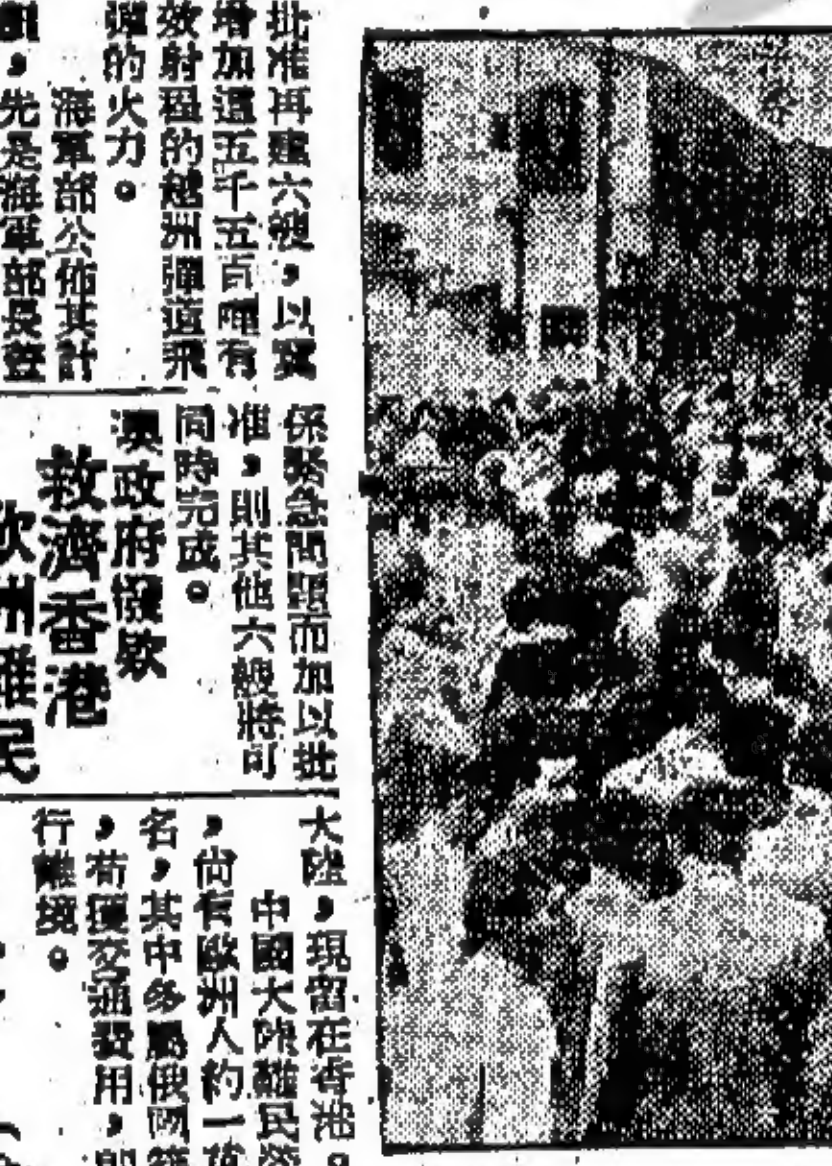 批准再建六艘,以
增加這五千五百哩有
效射程的越洲彈道飛
彈的火力。
海軍部公佈其計
先是海軍部長
係緊急問題而加以批
准,則其他六艘將可
同時完成。
澳政府撥欵
救濟香港
欧洲難民
大陸,現留在香港。
中國大陸難民
,尚有歐洲人約一
名,其中多屬俄國籍
,若獲交通費用,即
行離境。